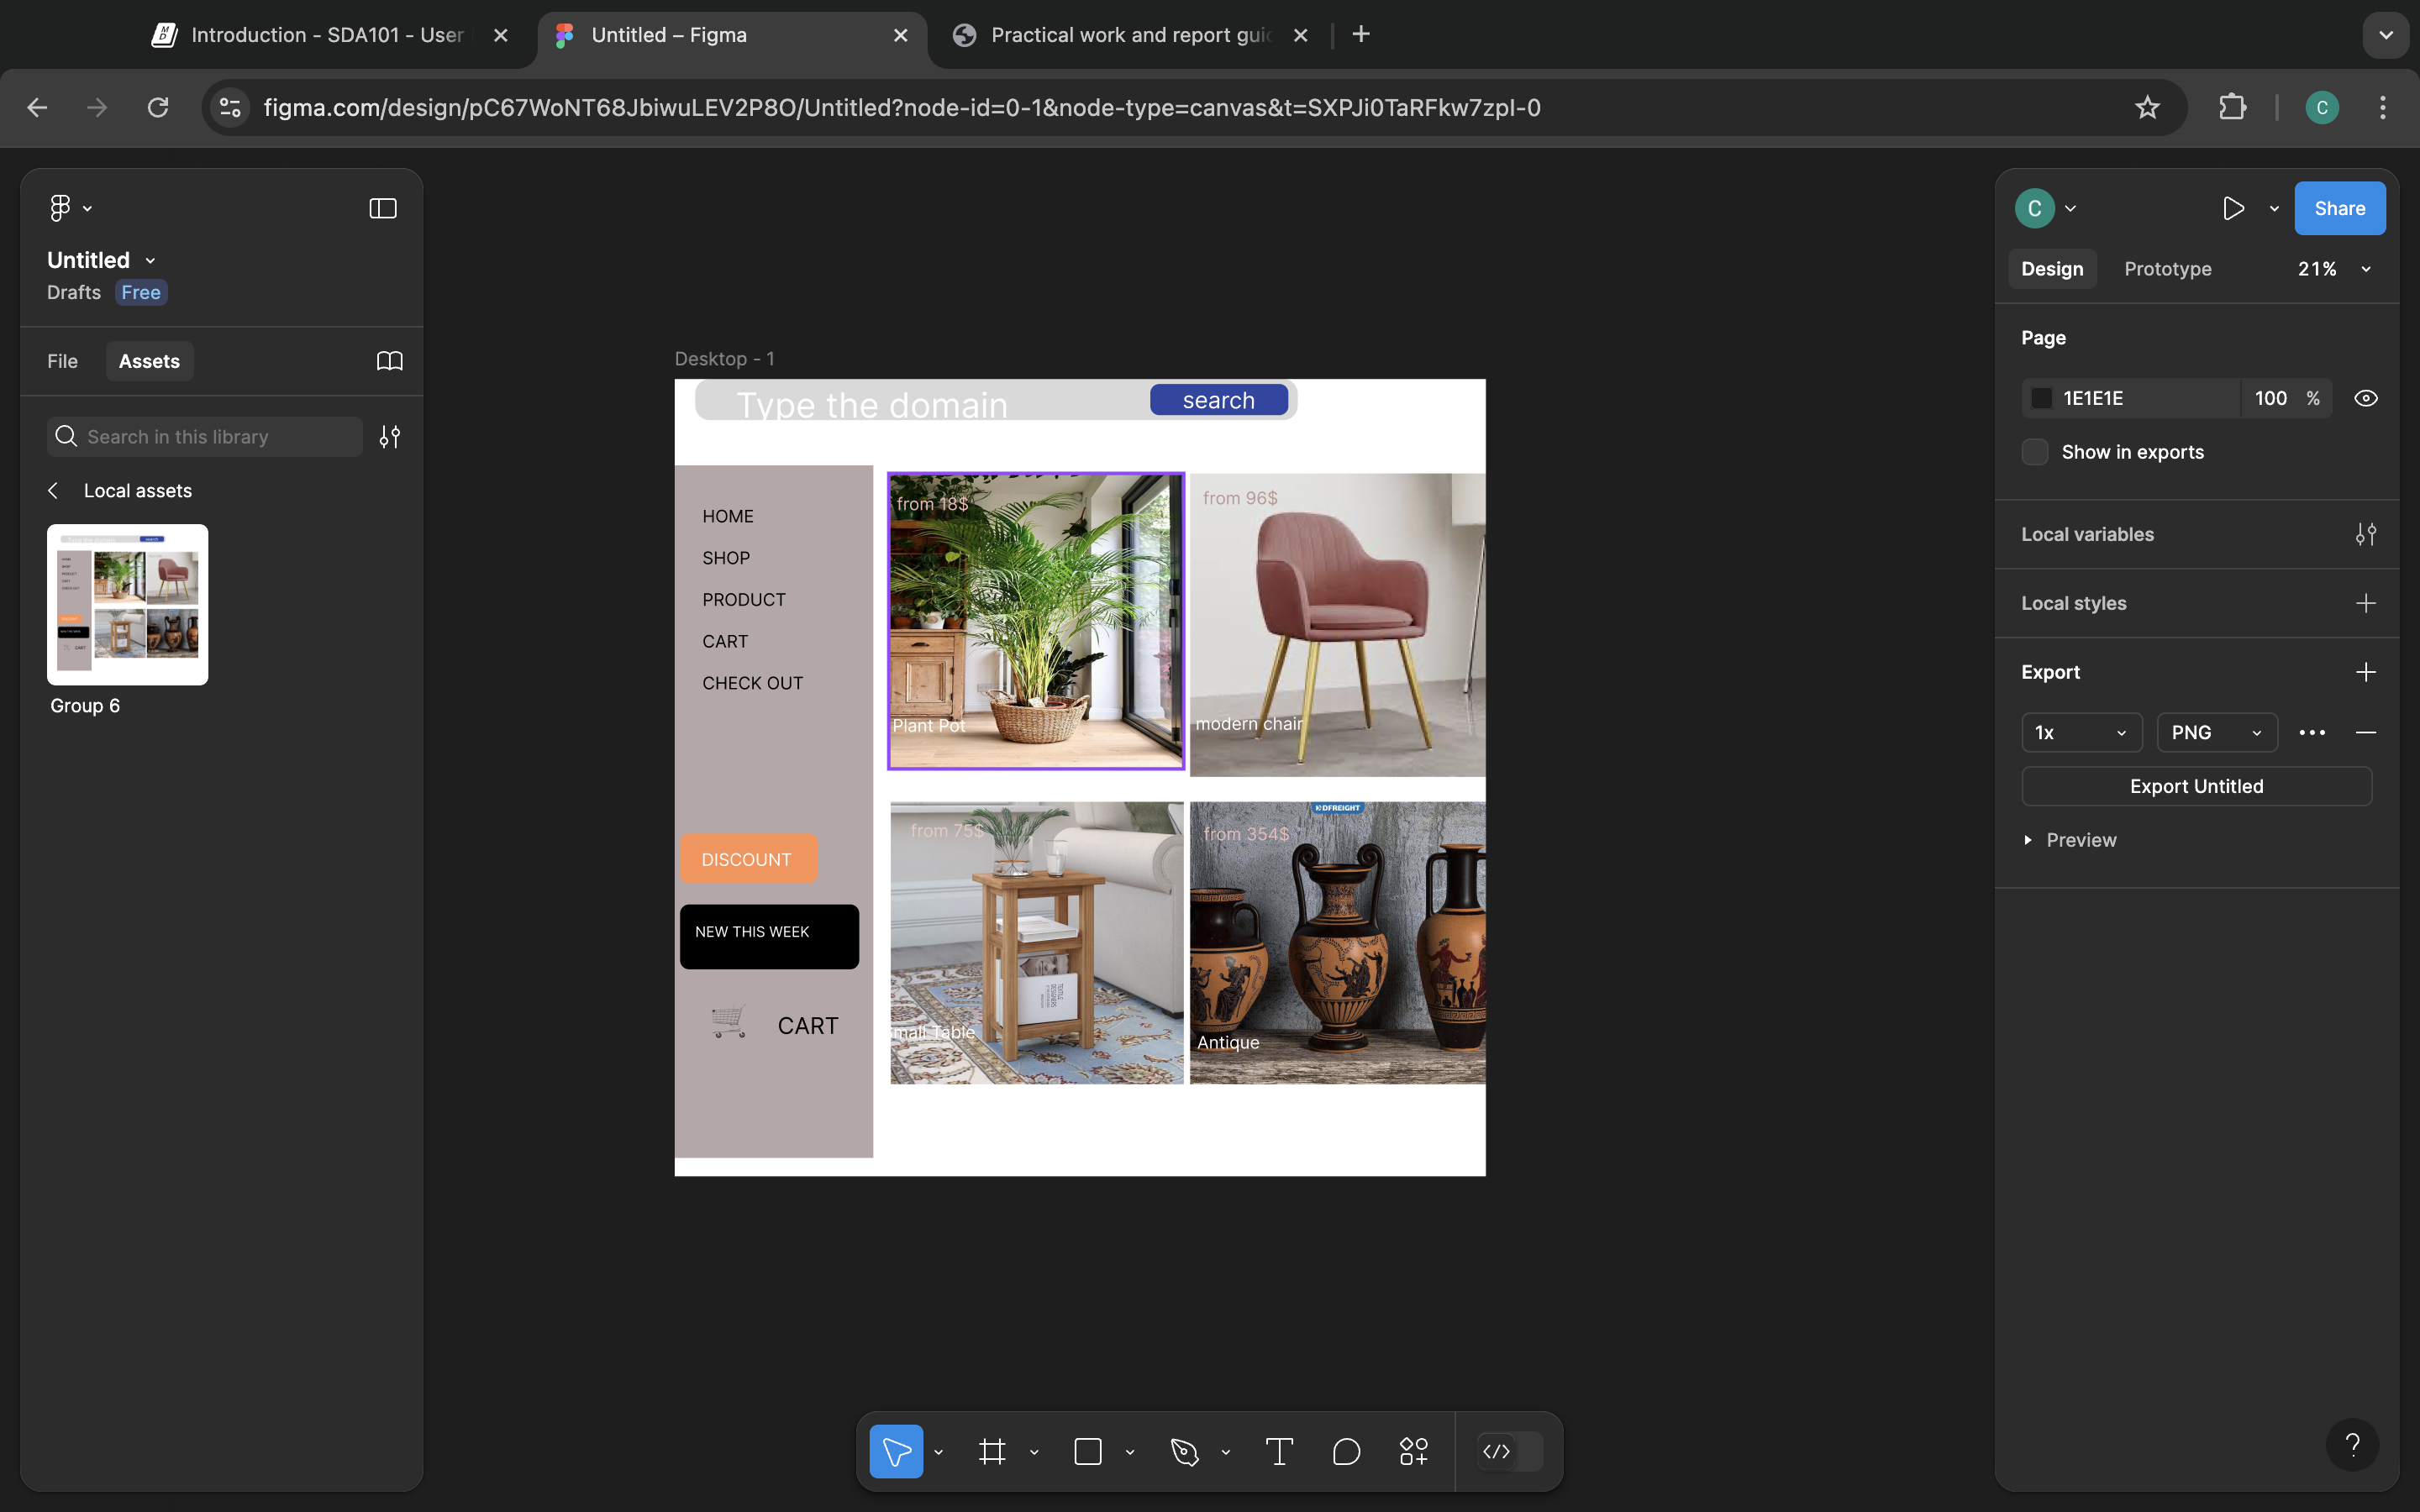 Introduction - SDA101 - User
Untitled – Figma
Practical work and report guid
figma.com/design/pC67WoNT68JbiwuLEV2P8O/Untitled?node-id=0-1&node-type=canvas&t=SXPJi0TaRFkw7zpl-0
C
Untitled
Drafts Free
File Assets
Search in this library
Local assets
Group 6
Desktop - 1
Type the domain search
HOME
SHOP
PRODUCT
CART
CHECK OUT
DISCOUNT
NEW THIS WEEK
CART
from 18$
Plant Pot
from 96$
modern chair
from 75$
small Table
DFREIGHT
from 354$
Antique
C
Share
Design Prototype 21%
Page
1E1E1E 100 %
Show in exports
Local variables
Local styles
Export
1x PNG
Export Untitled
Preview
?